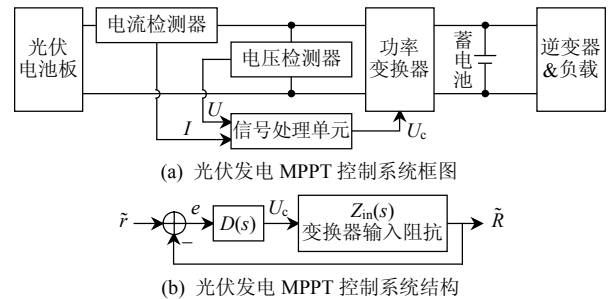 光伏
电池板
电流检测器
电压检测器
功率
变换器
蓄
电
池
逆变器
&负载
U
I
信号处理单元
Uc
(a) 光伏发电 MPPT 控制系统框图
r̃
e
D(s)
Uc
Zin(s)
变换器输入阻抗
R̃
−
(b) 光伏发电 MPPT 控制系统结构